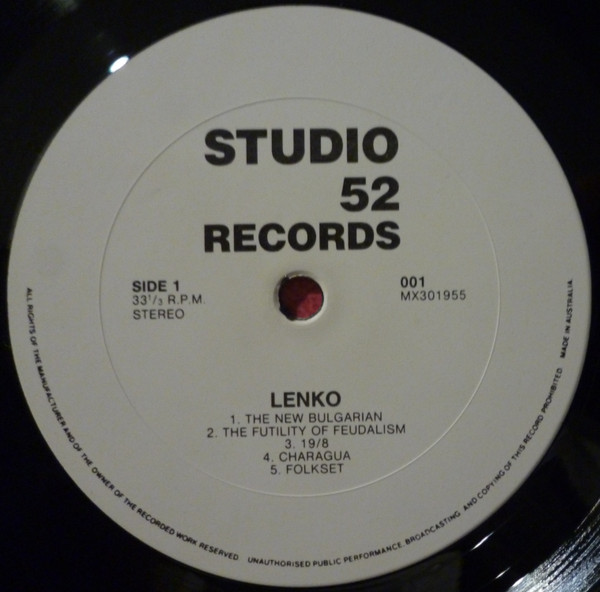 STUDIO
52
RECORDS
SIDE 1
33⅓ R.P.M.
STEREO
001
MX301955
LENKO
1. THE NEW BULGARIAN
2. THE FUTILITY OF FEUDALISM
3. 19/8
4. CHARAGUA
5. FOLKSET
ALL RIGHTS OF THE MANUFACTURER AND OF THE OWNER OF THE RECORDED WORK RESERVED UNAUTHORISED PUBLIC PERFORMANCE, BROADCASTING AND COPYING OF THIS RECORD PROHIBITED MADE IN AUSTRALIA